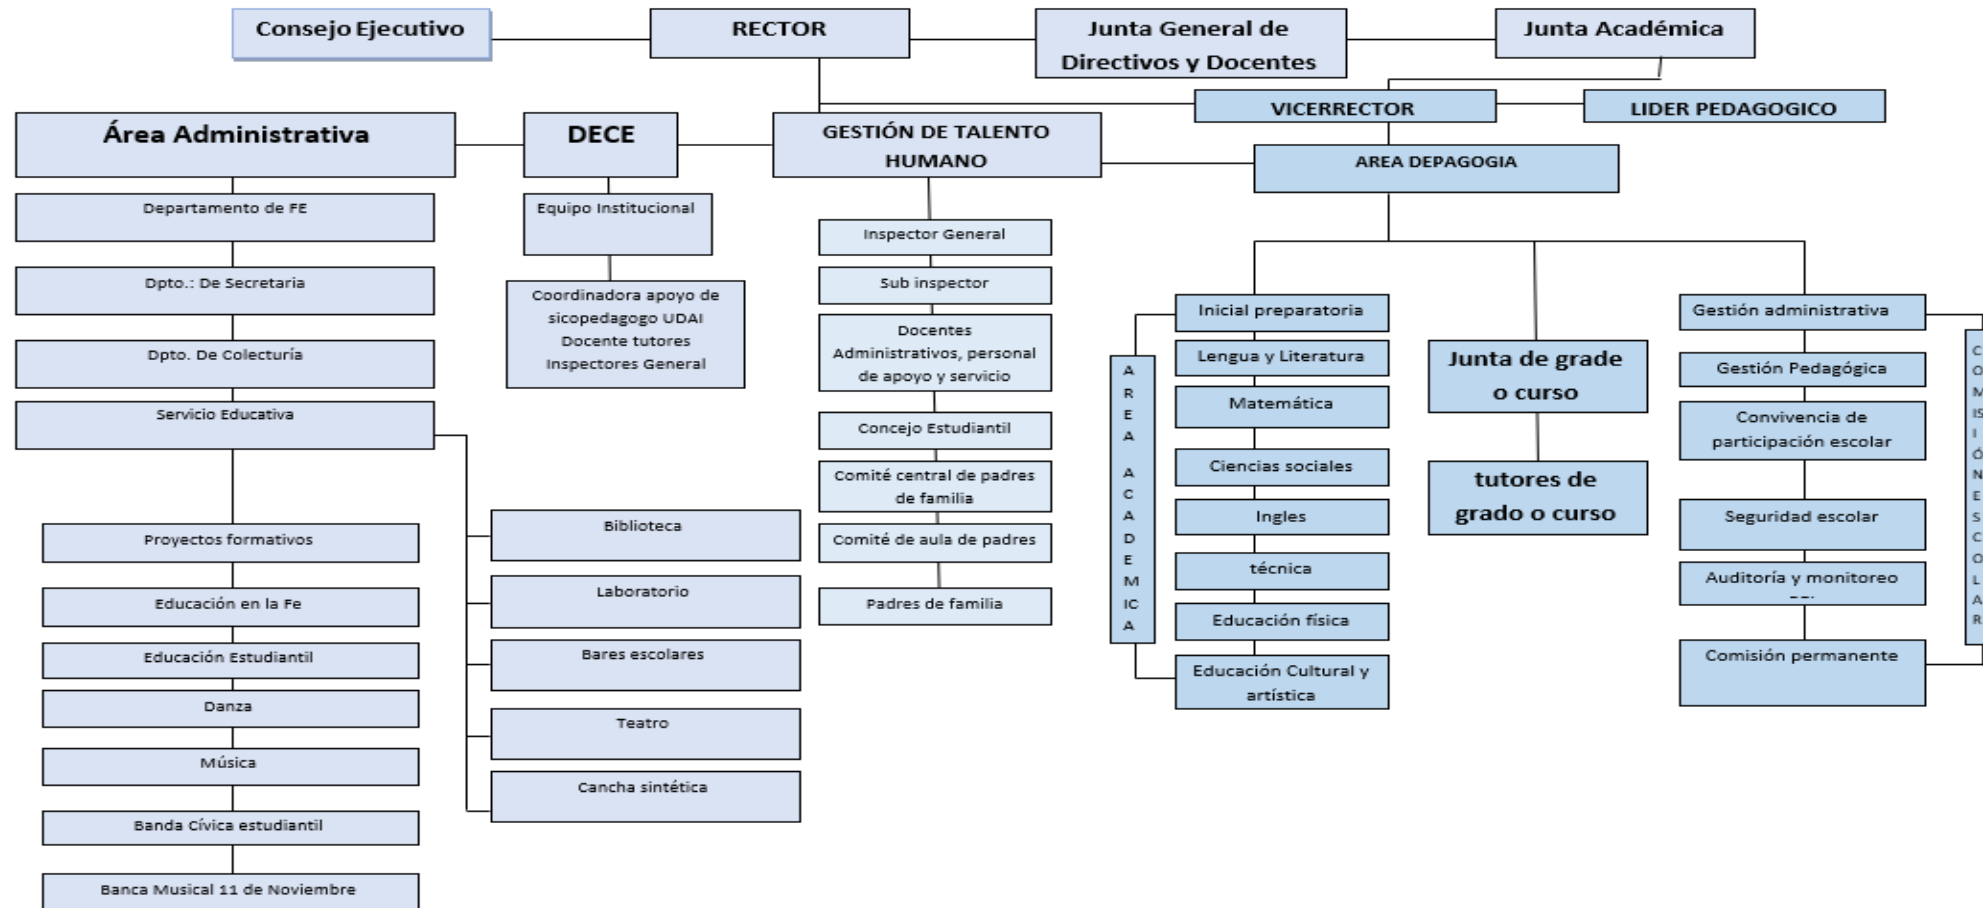 Consejo Ejecutivo
RECTOR
Junta General de
Directivos y Docentes
Junta Académica
VICERRECTOR
LIDER PEDAGOGICO
Área Administrativa
DECE
GESTIÓN DE TALENTO
HUMANO
AREA DEPAGOGIA
Departamento de FE
Dpto.: De Secretaria
Dpto. De Colecturía
Servicio Educativa
Proyectos formativos
Educación en la Fe
Educación Estudiantil
Danza
Música
Banda Cívica estudiantil
Banca Musical 11 de Noviembre
Biblioteca
Laboratorio
Bares escolares
Teatro
Cancha sintética
Equipo Institucional
Coordinadora apoyo de
sicopedagogo UDAI
Docente tutores
Inspectores General
Inspector General
Sub inspector
Docentes
Administrativos, personal
de apoyo y servicio
Concejo Estudiantil
Comité central de padres
de familia
Comité de aula de padres
Padres de familia
A
R
E
A
A
C
A
D
E
M
IC
A
Inicial preparatoria
Lengua y Literatura
Matemática
Ciencias sociales
Ingles
técnica
Educación física
Educación Cultural y
artística
Junta de grade
o curso
tutores de
grado o curso
Gestión administrativa
Gestión Pedagógica
Convivencia de
participación escolar
Seguridad escolar
Auditoría y monitoreo
Comisión permanente
C
O
M
IS
I
Ó
N
E
S
C
O
L
A
R